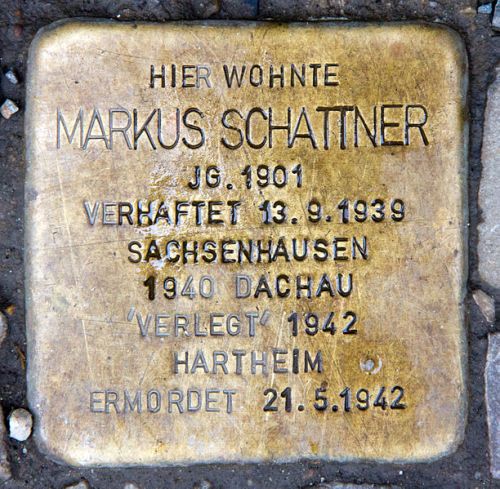 HIER WOHNTE
MARKUS SCHATTNER
JG. 1901
VERHAFTET 13.9.1939
SACHSENHAUSEN
1940 DACHAU
'VERLEGT' 1942
HARTHEIM
ERMORDET 21.5.1942